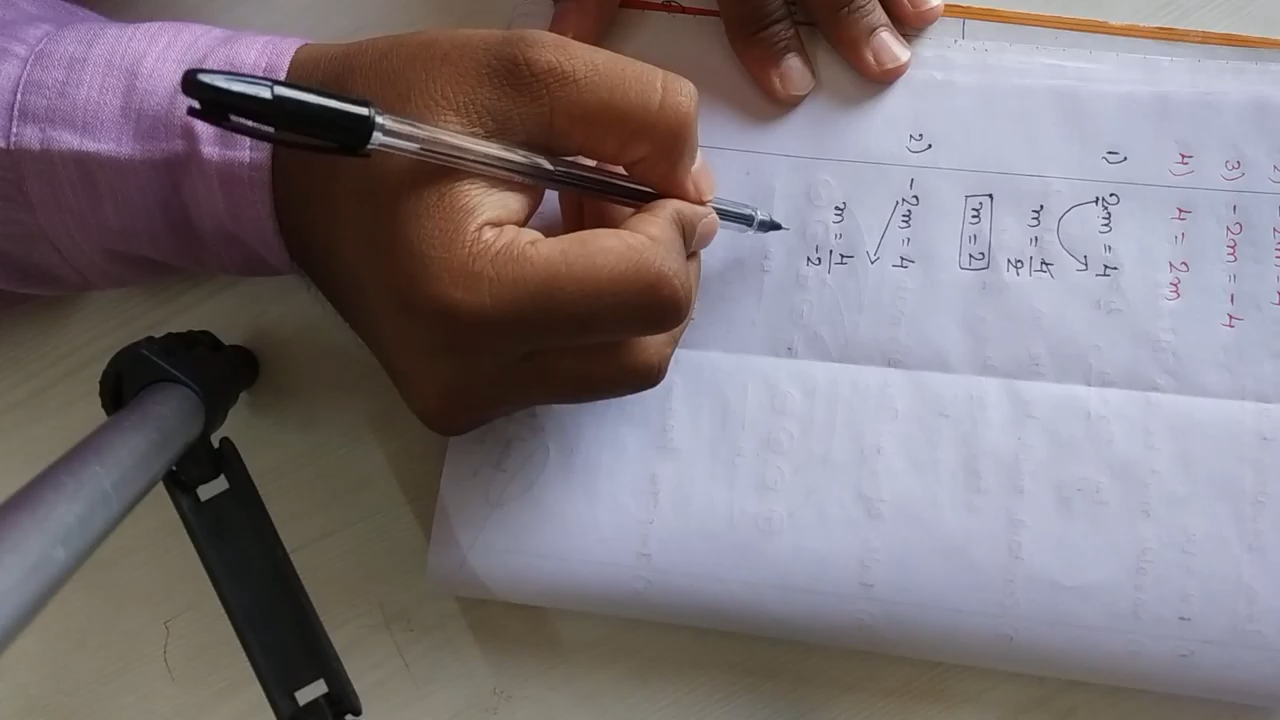 3) -2m = -4
4) 4 = 2m
1) 2m = 4
m = 4/2
m = 2
2) -2m = 4
m = 4/-2